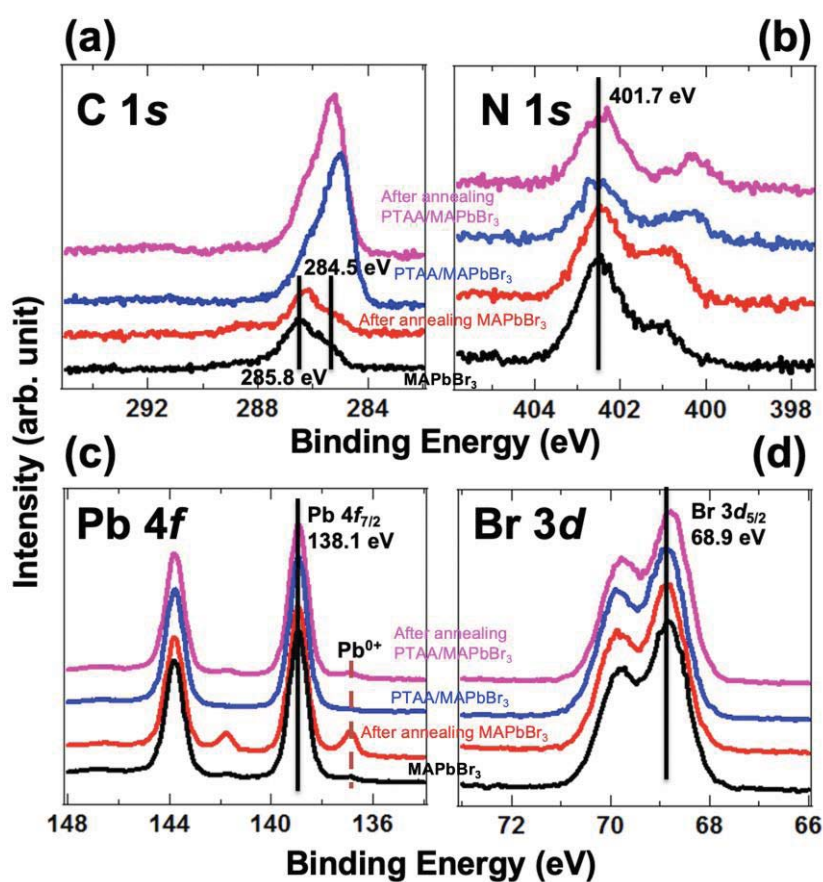 (a)
C 1s
After annealing
PTAA/MAPbBr₃
284.5 eV
PTAA/MAPbBr₃
After annealing MAPbBr₃
285.8 eV
MAPbBr₃
292 288 284
(b)
N 1s
401.7 eV
404 402 400 398
Binding Energy (eV)
Intensity (arb. unit)
(c)
Pb 4f
Pb 4f₇/₂
138.1 eV
Pb⁰⁺
After annealing
PTAA/MAPbBr₃
PTAA/MAPbBr₃
After annealing MAPbBr₃
MAPbBr₃
148 144 139 136
(d)
Br 3d
Br 3d₅/₂
68.9 eV
72 70 68 66
Binding Energy (eV)